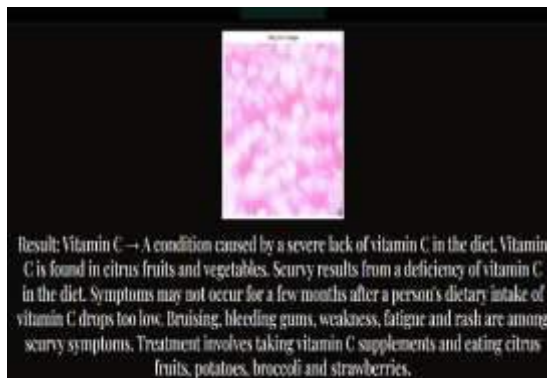 Result: Vitamin C → A condition caused by a severe lack of vitamin C in the diet. Vitamin
C is found in citrus fruits and vegetables. Scurvy results from a deficiency of vitamin C
in the diet. Symptoms may not occur for a few months after a person's dietary intake of
vitamin C drops too low. Bruising, bleeding gums, weakness, fatigue and rash are among
scurvy symptoms. Treatment involves taking vitamin C supplements and eating citrus
fruits, potatoes, broccoli and strawberries.